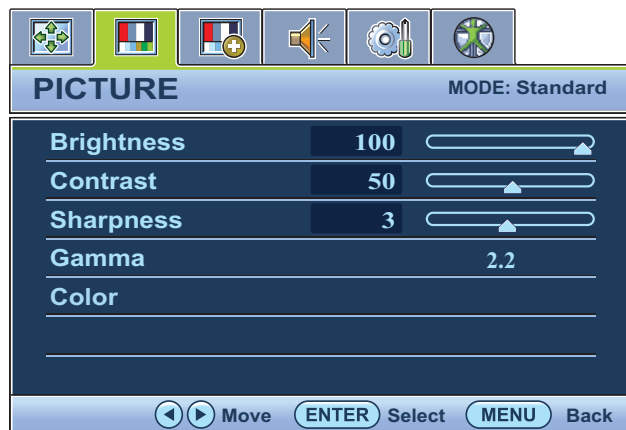 PICTURE MODE: Standard
Brightness 100
Contrast 50
Sharpness 3
Gamma 2.2
Color
Move ENTER Select MENU Back